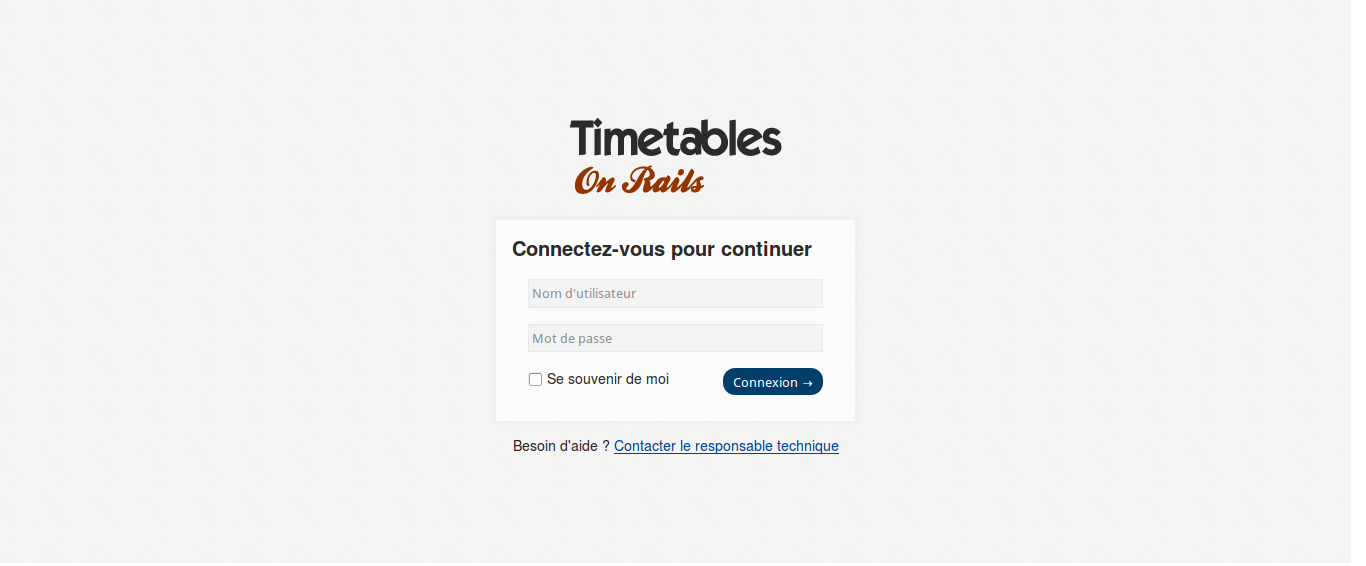 Timetables
On Rails
Connectez-vous pour continuer
Nom d'utilisateur
Mot de passe
Se souvenir de moi
Connexion →
Besoin d'aide ? Contacter le responsable technique